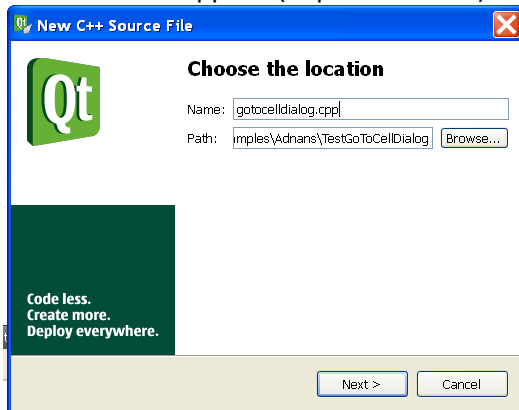 New C++ Source File
Qt
Choose the location
Name: gotocelldialog.cpp
Path: imples\Adnans\TestGoToCellDialog Browse...
Code less.
Create more.
Deploy everywhere.
Next > Cancel